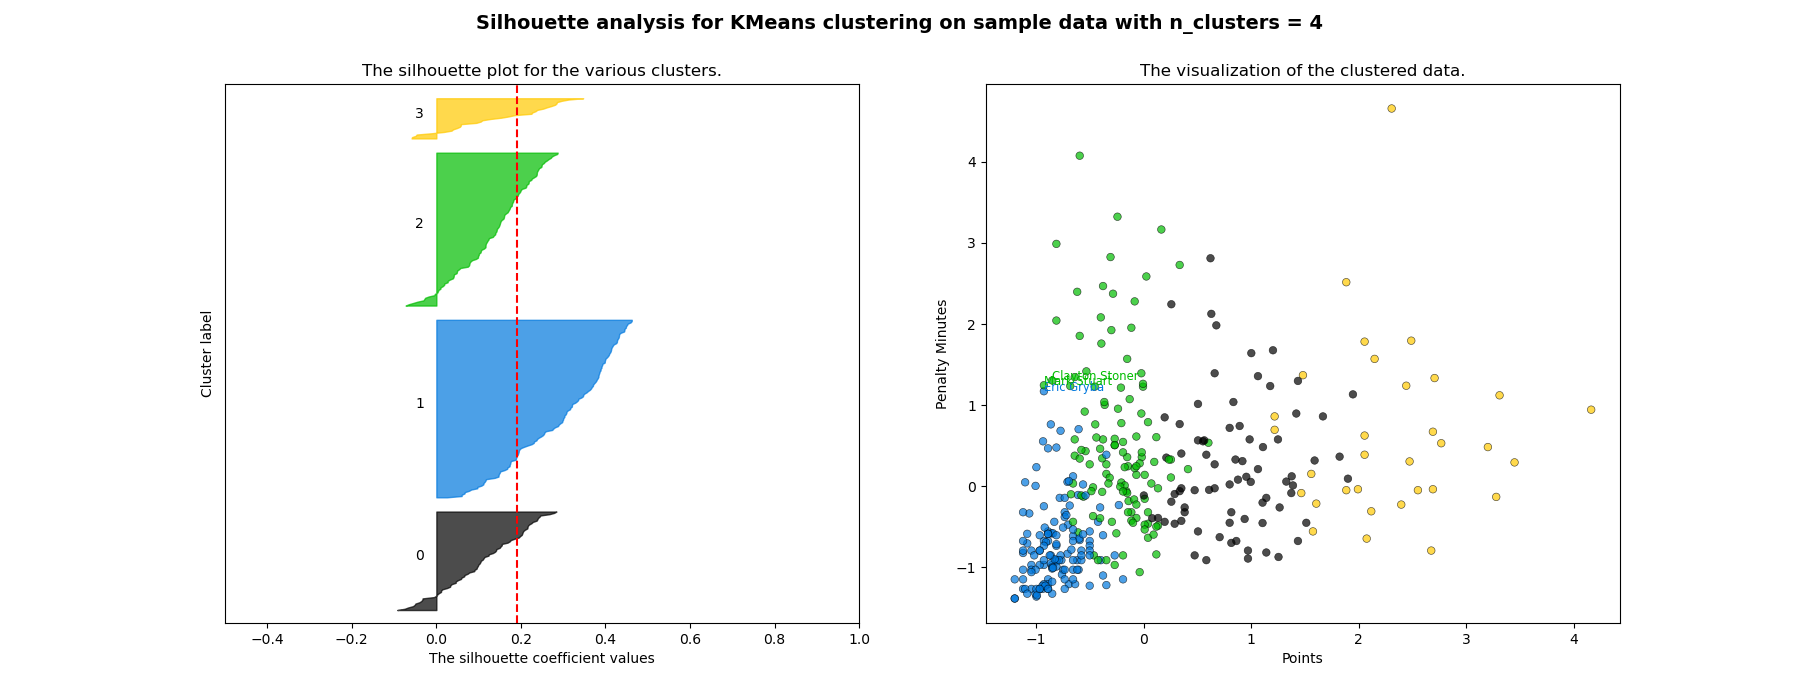 Silhouette analysis for KMeans clustering on sample data with n_clusters = 4
The silhouette plot for the various clusters.
3
2
1
0
Cluster label
−0.4 −0.2 0.0 0.2 0.4 0.6 0.8 1.0
The silhouette coefficient values
The visualization of the clustered data.
4
3
2
1
0
−1
Penalty Minutes
Clayton Stoner
Mark Stuart
Eric Gryba
−1 0 1 2 3 4
Points